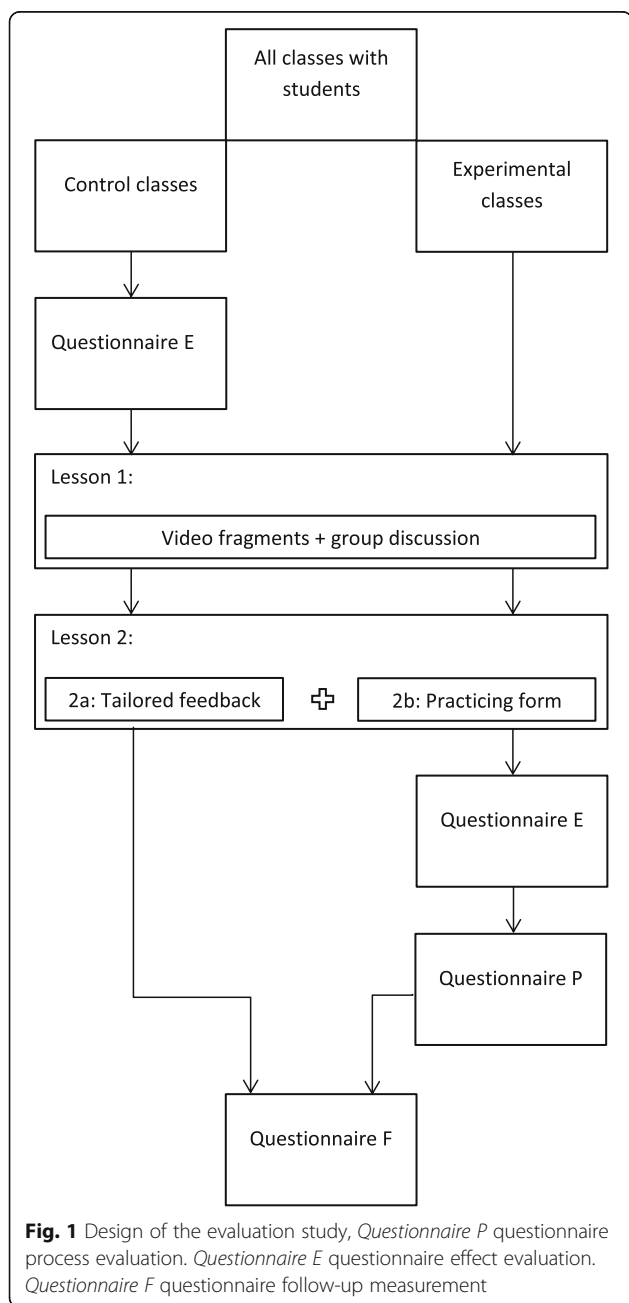 All classes with
students
Control classes
Experimental
classes
Questionnaire E
Lesson 1:
Video fragments + group discussion
Lesson 2:
2a: Tailored feedback
2b: Practicing form
Questionnaire E
Questionnaire P
Questionnaire F
Fig. 1 Design of the evaluation study, Questionnaire P questionnaire
process evaluation. Questionnaire E questionnaire effect evaluation.
Questionnaire F questionnaire follow-up measurement